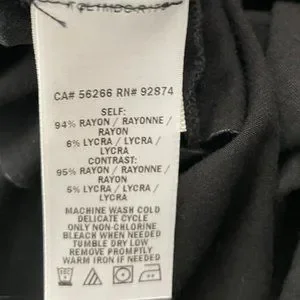 CA# 56266 RN# 92874
SELF:
94% RAYON / RAYONNE /
RAYON
6% LYCRA / LYCRA /
LYCRA
CONTRAST:
95% RAYON / RAYONNE /
RAYON
5% LYCRA / LYCRA /
LYCRA
MACHINE WASH COLD
DELICATE CYCLE
ONLY NON-CHLORINE
BLEACH WHEN NEEDED
TUMBLE DRY LOW
REMOVE PROMPTLY
WARM IRON IF NEEDED